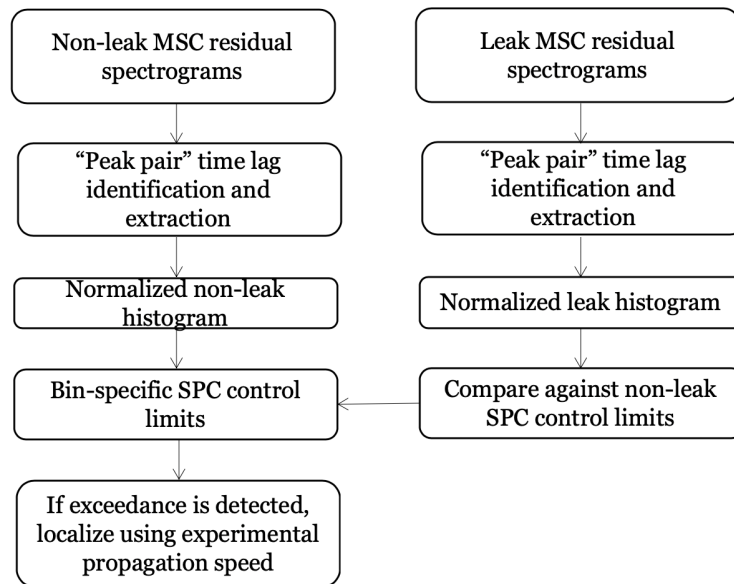 Non-leak MSC residual
spectrograms
“Peak pair” time lag
identification and
extraction
Normalized non-leak
histogram
Bin-specific SPC control
limits
If exceedance is detected,
localize using experimental
propagation speed
Leak MSC residual
spectrograms
“Peak pair” time lag
identification and
extraction
Normalized leak histogram
Compare against non-leak
SPC control limits